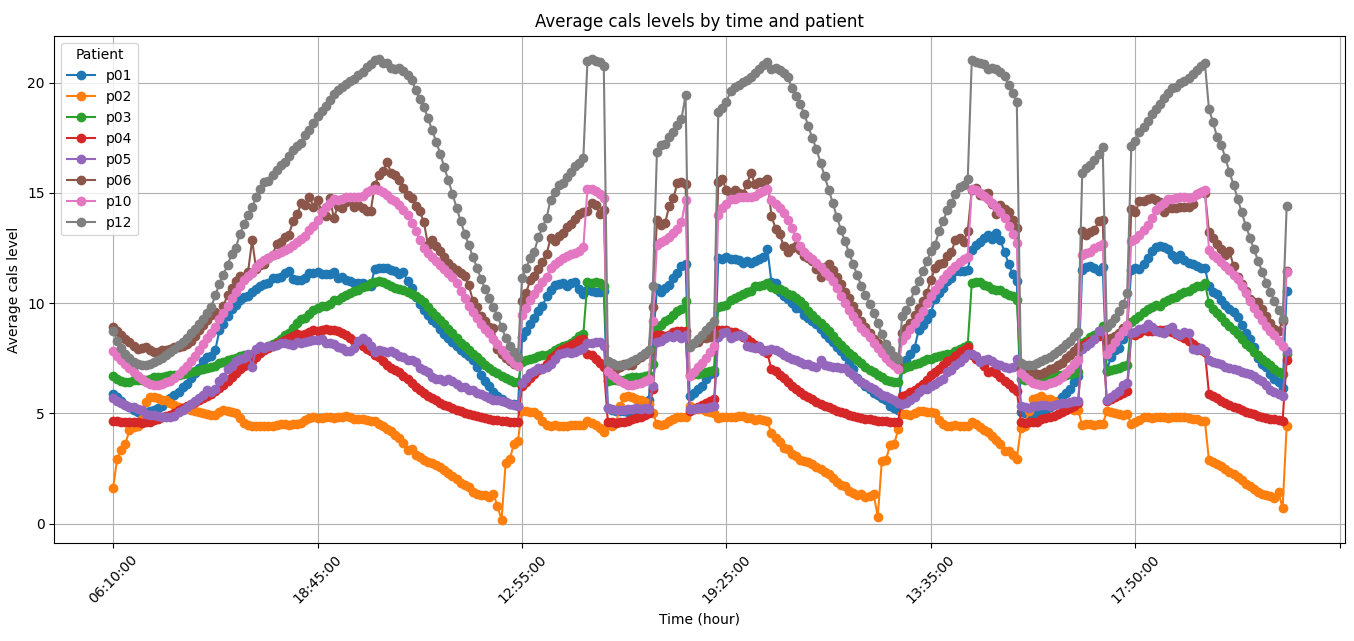 Average cals levels by time and patient
Patient
p01
p02
p03
p04
p05
p06
p10
p12
Average cals level
20
15
10
5
0
06:10:00
18:45:00
12:55:00
19:25:00
13:35:00
17:50:00
Time (hour)